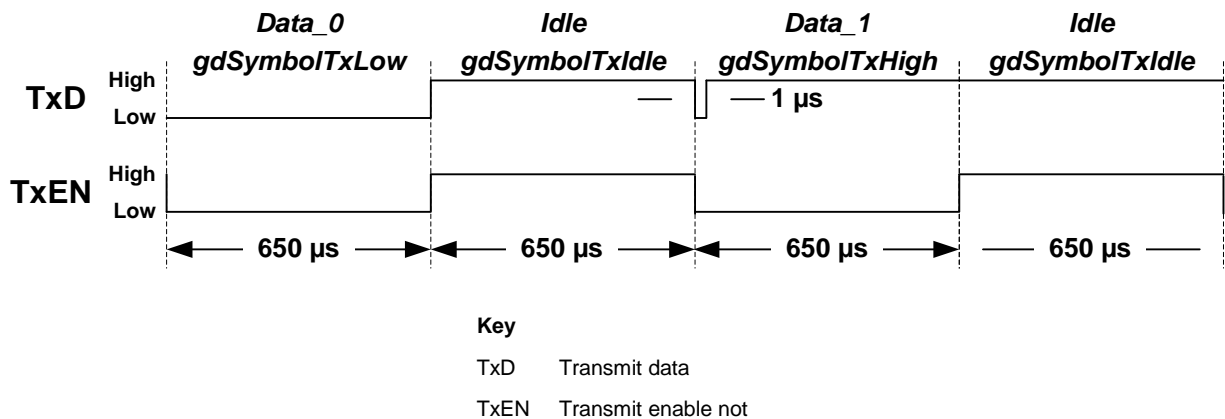 Data_0 Idle Data_1 Idle
gdSymbolTxLow gdSymbolTxIdle gdSymbolTxHigh gdSymbolTxIdle
High
TxD 1 µs
Low
High
TxEN
Low
650 µs 650 µs 650 µs 650 µs
Key
TxD Transmit data
TxEN Transmit enable not